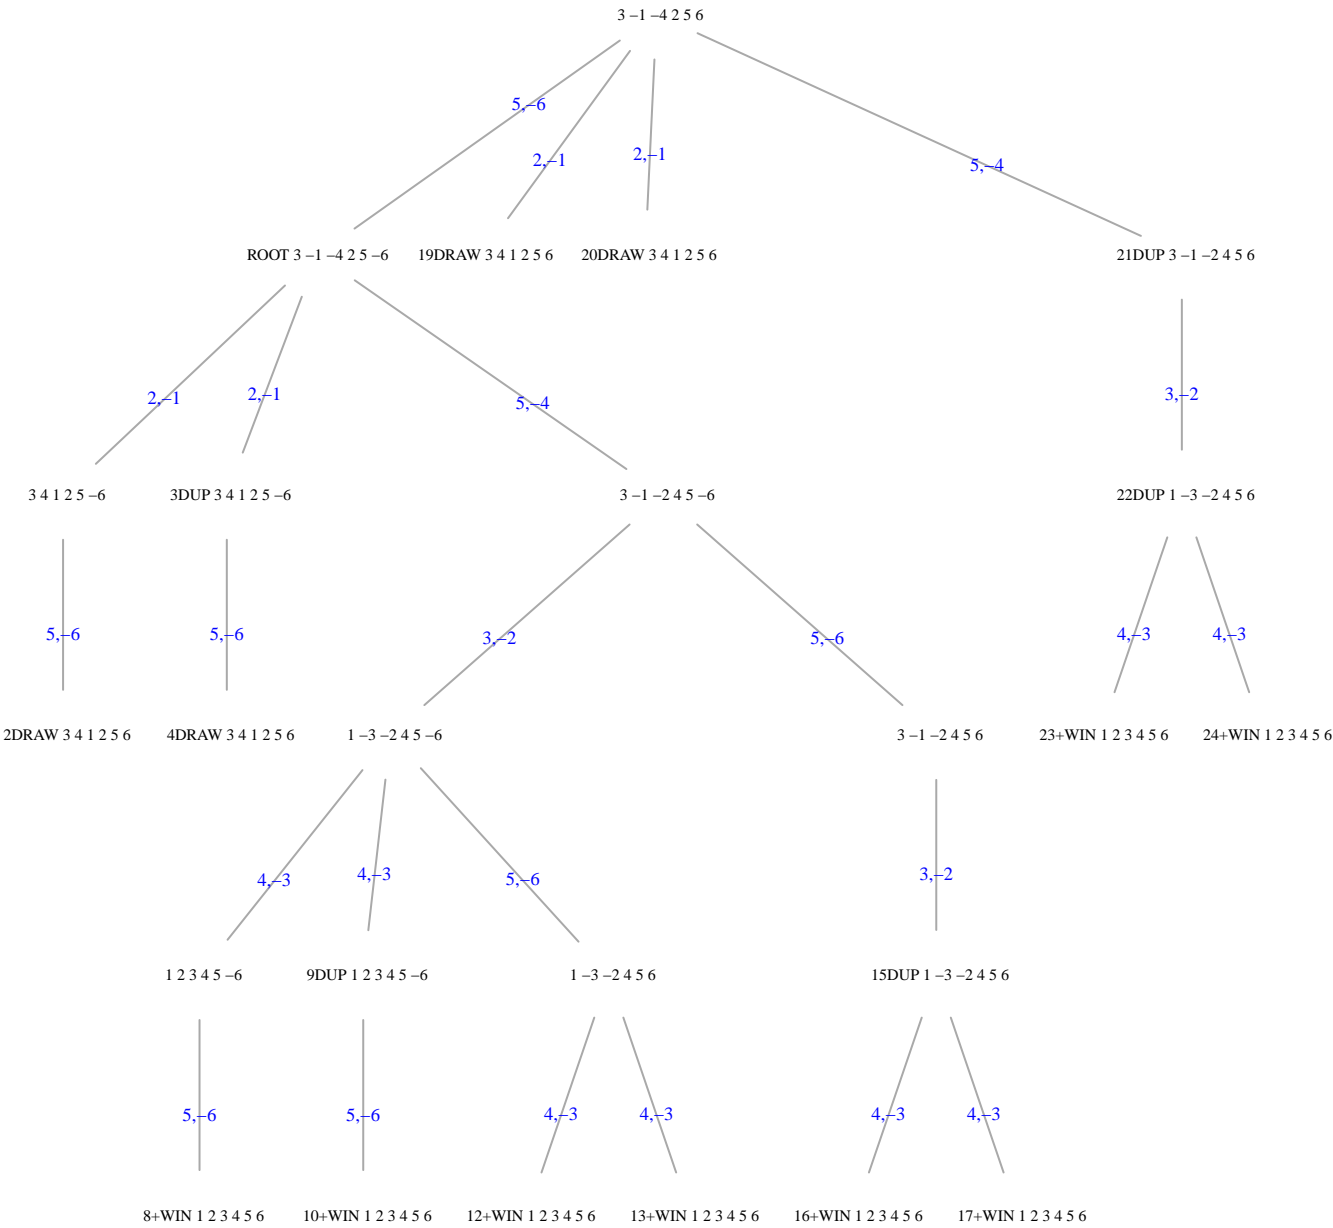 3 –1 –4 2 5 6
5,–6
2,–1
2,–1
5,–4
ROOT 3 –1 –4 2 5 –6
19DRAW 3 4 1 2 5 6
20DRAW 3 4 1 2 5 6
21DUP 3 –1 –2 4 5 6
2,–1
2,–1
5,–4
3,–2
3 4 1 2 5 –6
3DUP 3 4 1 2 5 –6
3 –1 –2 4 5 –6
22DUP 1 –3 –2 4 5 6
5,–6
5,–6
3,–2
5,–6
4,–3
4,–3
2DRAW 3 4 1 2 5 6
4DRAW 3 4 1 2 5 6
1 –3 –2 4 5 –6
3 –1 –2 4 5 6
23+WIN 1 2 3 4 5 6
24+WIN 1 2 3 4 5 6
4,–3
4,–3
5,–6
3,–2
1 2 3 4 5 –6
9DUP 1 2 3 4 5 –6
1 –3 –2 4 5 6
15DUP 1 –3 –2 4 5 6
5,–6
5,–6
4,–3
4,–3
4,–3
4,–3
8+WIN 1 2 3 4 5 6
10+WIN 1 2 3 4 5 6
12+WIN 1 2 3 4 5 6
13+WIN 1 2 3 4 5 6
16+WIN 1 2 3 4 5 6
17+WIN 1 2 3 4 5 6